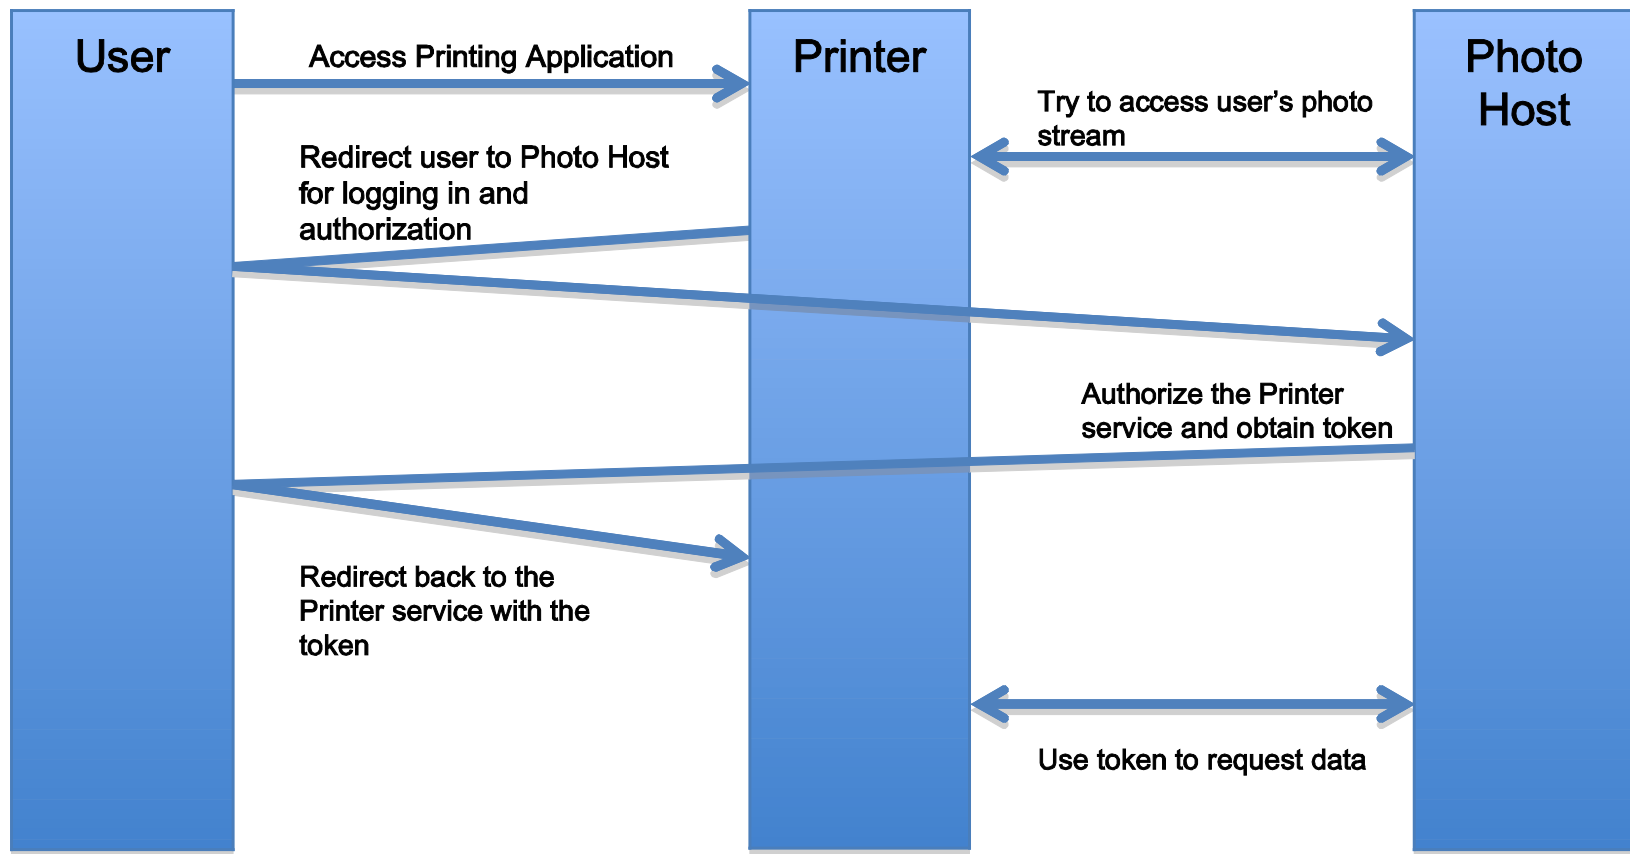 User
Access Printing Application
Printer
Photo
Host
Try to access user's photo
stream
Redirect user to Photo Host
for logging in and
authorization
Authorize the Printer
service and obtain token
Redirect back to the
Printer service with the
token
Use token to request data